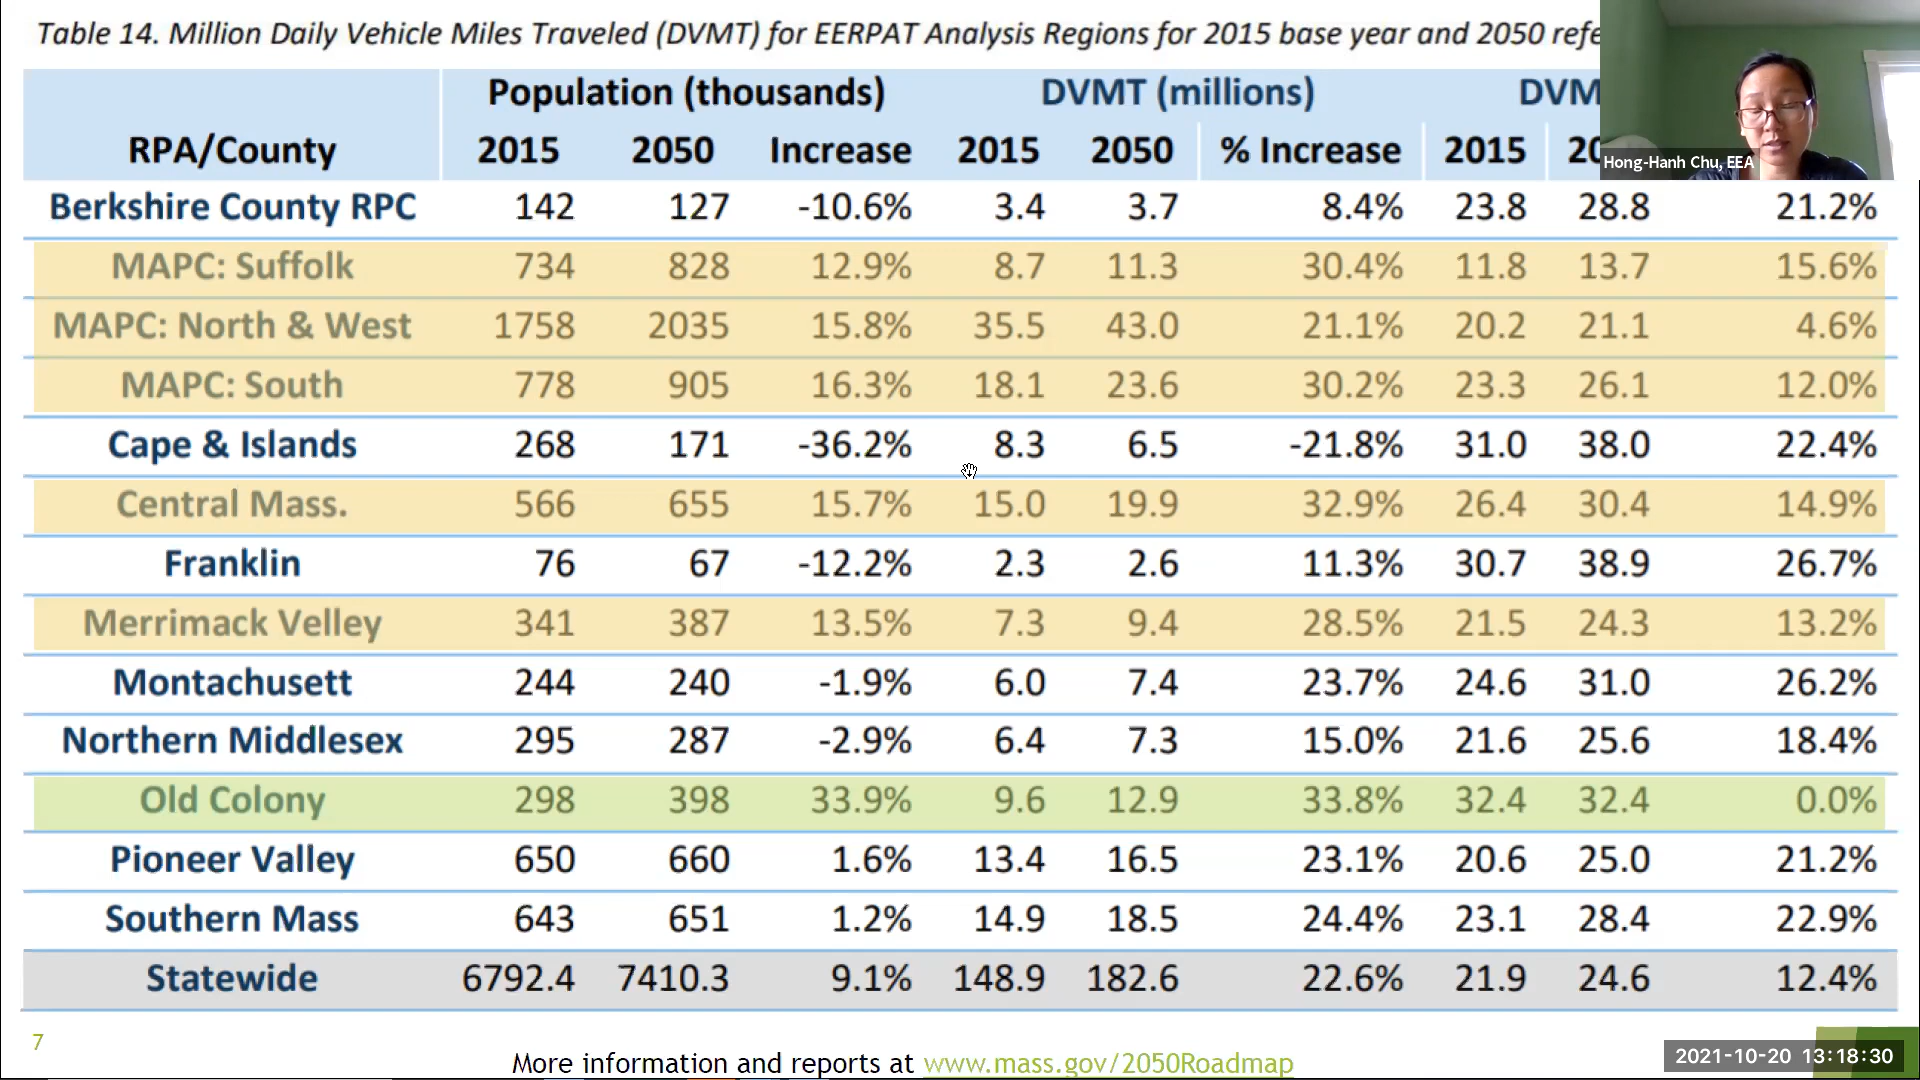 Table 14. Million Daily Vehicle Miles Traveled (DVMT) for EERPAT Analysis Regions for 2015 base year and 2050
Population (thousands) DVMT (millions)
RPA/County 2015 2050 Increase 2015 2050 % Increase 2015
Hong-Hanh Chu, EEA
Berkshire County RPC 142 127 -10.6% 3.4 3.7 8.4% 23.8 28.8 21.2%
MAPC: Suffolk 734 828 12.9% 8.7 11.3 30.4% 11.8 13.7 15.6%
MAPC: North & West 1758 2035 15.8% 35.5 43.0 21.1% 20.2 21.1 4.6%
MAPC: South 778 905 16.3% 18.1 23.6 30.2% 23.3 26.1 12.0%
Cape & Islands 268 171 -36.2% 8.3 6.5 -21.8% 31.0 38.0 22.4%
Central Mass. 566 655 15.7% 15.0 19.9 32.9% 26.4 30.4 14.9%
Franklin 76 67 -12.2% 2.3 2.6 11.3% 30.7 38.9 26.7%
Merrimack Velley 341 387 13.5% 7.3 9.4 28.5% 21.5 24.3 13.2%
Montachusett 244 240 -1.9% 6.0 7.4 23.7% 24.6 31.0 26.2%
Northern Middlesex 295 287 -2.9% 6.4 7.3 15.0% 21.6 25.6 18.4%
Old Colony 298 398 33.9% 9.6 12.9 33.8% 32.4 32.4 0.0%
Pioneer Valley 650 660 1.6% 13.4 16.5 23.1% 20.6 25.0 21.2%
Southern Mass 643 651 1.2% 14.9 18.5 24.4% 23.1 28.4 22.9%
Statewide 6792.4 7410.3 9.1% 148.9 182.6 22.6% 21.9 24.6 12.4%
7
More information and reports at www.mass.gov/2050Roadmap
2021-10-20 13:18:30